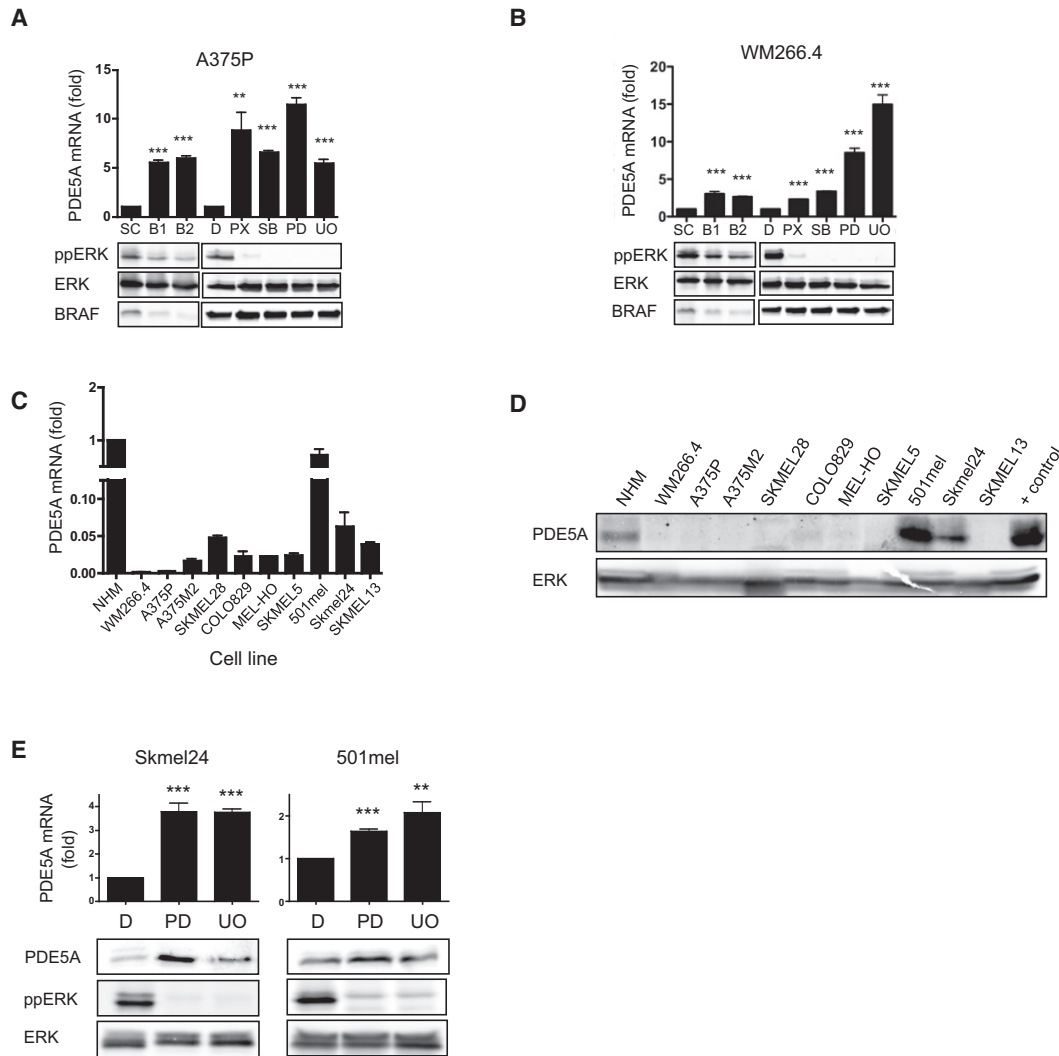 A
A375P
PDE5A mRNA (fold)
15
10
5
0
** *** *** *** *** ***
SC B1 B2 D PX SB PD UO
ppERK
ERK
BRAF
B
WM266.4
PDE5A mRNA (fold)
20
15
10
5
0
*** *** *** *** *** ***
SC B1 B2 D PX SB PD UO
ppERK
ERK
BRAF
C
PDE5A mRNA (fold)
2
1
0
0.10
0.05
0.00
NHM WM266.4 A375P A375M2 SKMEL28 COLO829 MEL-HO SKMEL5 501mel Skmel24 SKMEL13
Cell line
D
NHM WM266.4 A375P A375M2 SKMEL28 COLO829 MEL-HO SKMEL5 501mel Skmel24 SKMEL13 + control
PDE5A
ERK
E
Skmel24
501mel
PDE5A mRNA
(fold)
4
3
2
1
0
*** ***
2
1
0
*** **
D PD UO D PD UO
PDE5A
ppERK
ERK